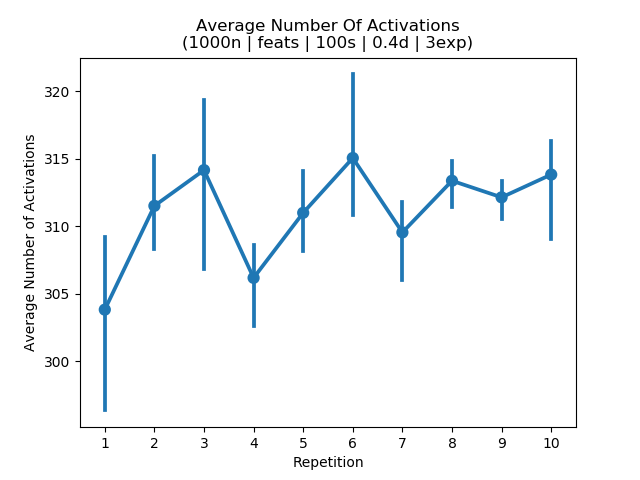 Average Number Of Activations
(1000n | feats | 100s | 0.4d | 3exp)
Average Number of Activations
320
315
310
305
300
1 2 3 4 5 6 7 8 9 10
Repetition